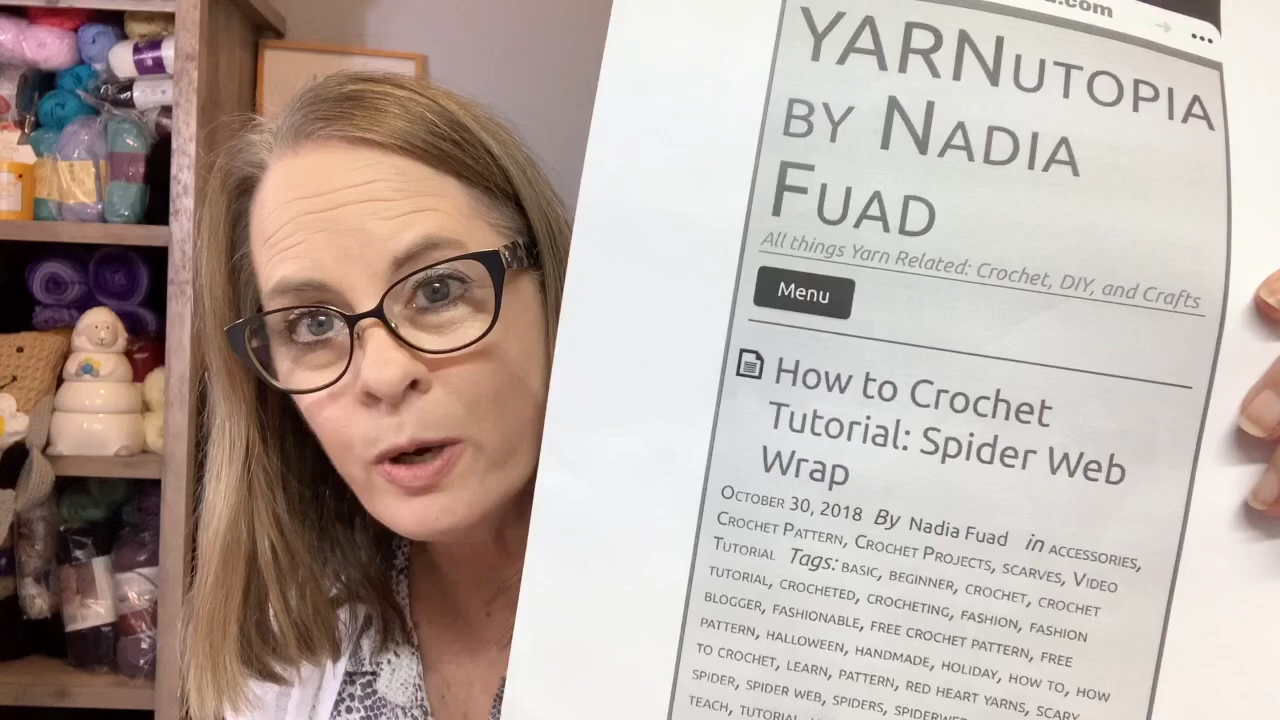 YARNUTOPIA
BY NADIA
FUAD
All things Yarn Related: Crochet, DIY, and Crafts
Menu
How to Crochet
Tutorial: Spider Web
Wrap
OCTOBER 30, 2018 By Nadia Fuad in ACCESSORIES,
CROCHET PATTERN, CROCHET PROJECTS, SCARVES, VIDEO
TUTORIAL Tags: BASIC, BEGINNER, CROCHET, CROCHET
TUTORIAL, CROCHETED, CROCHETING, FASHION, FASHION
BLOGGER, FASHIONABLE, FREE CROCHET PATTERN, FREE
PATTERN, HALLOWEEN, HANDMADE, HOLIDAY, HOW TO, HOW
TO CROCHET, LEARN, PATTERN, RED HEART YARNS, SCARY
SPIDER, SPIDER WEB, SPIDERS,
TEACH, TUTORIAL,